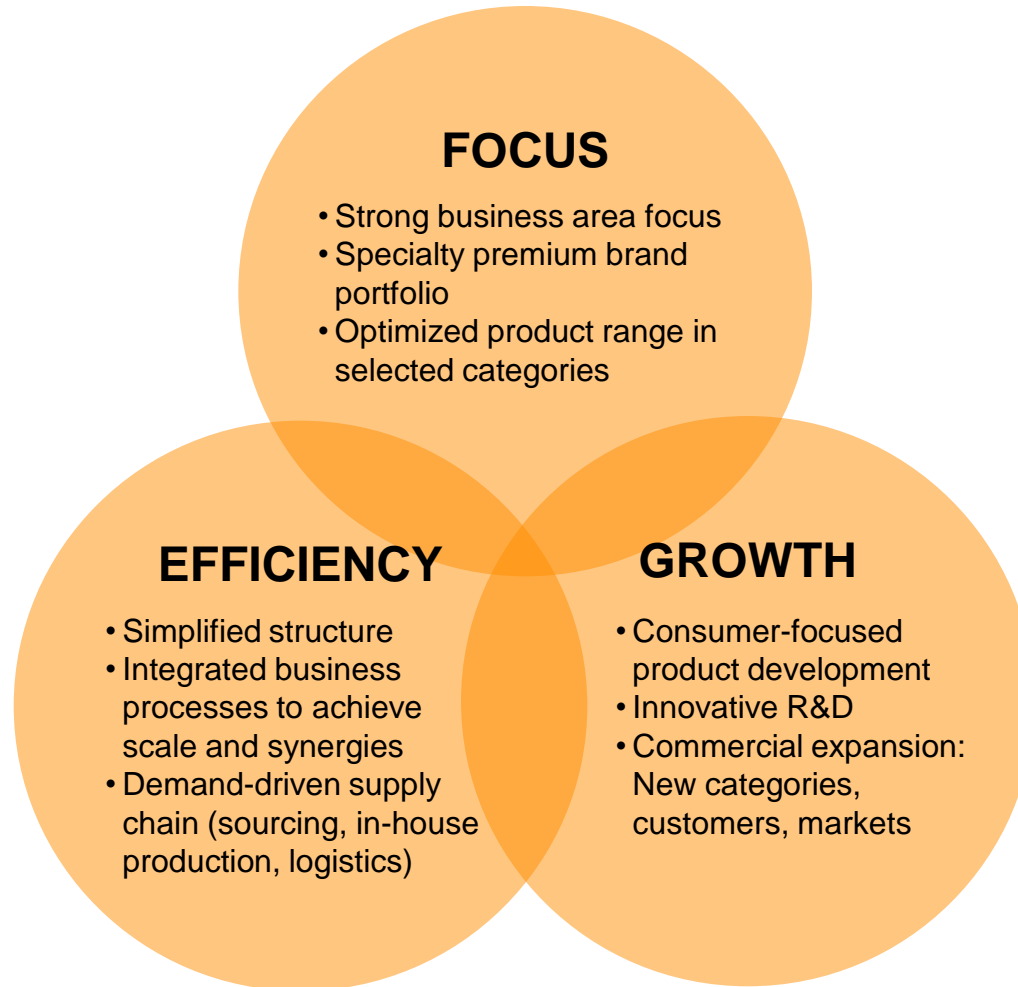 FOCUS
• Strong business area focus
• Specialty premium brand
portfolio
• Optimized product range in
selected categories
EFFICIENCY
• Simplified structure
• Integrated business
processes to achieve
scale and synergies
• Demand-driven supply
chain (sourcing, in-house
production, logistics)
GROWTH
• Consumer-focused
product development
• Innovative R&D
• Commercial expansion:
New categories,
customers, markets